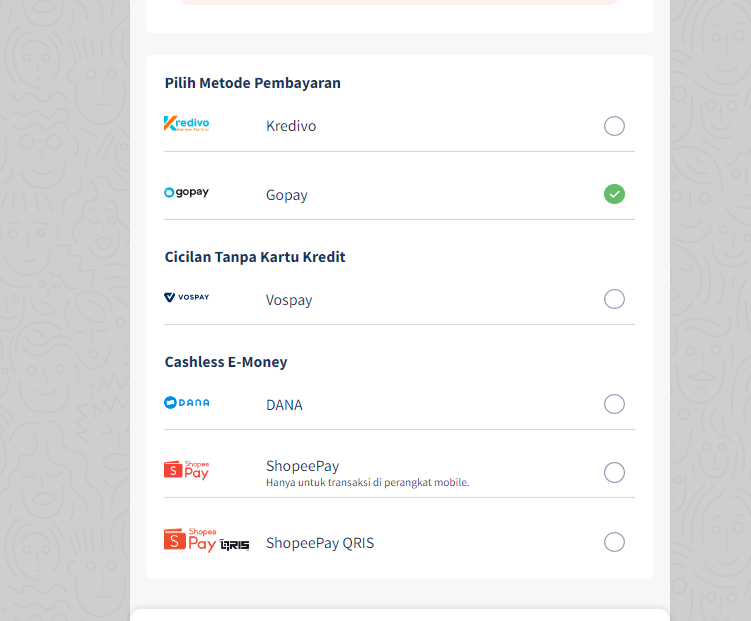 Pilih Metode Pembayaran
Kredivo
Kredivo
gopay
Gopay
Cicilan Tanpa Kartu Kredit
VOSPAY
Vospay
Cashless E-Money
DANA
DANA
Shopee
Pay
ShopeePay
Hanya untuk transaksi di perangkat mobile.
Shopee
Pay
QRIS
ShopeePay QRIS